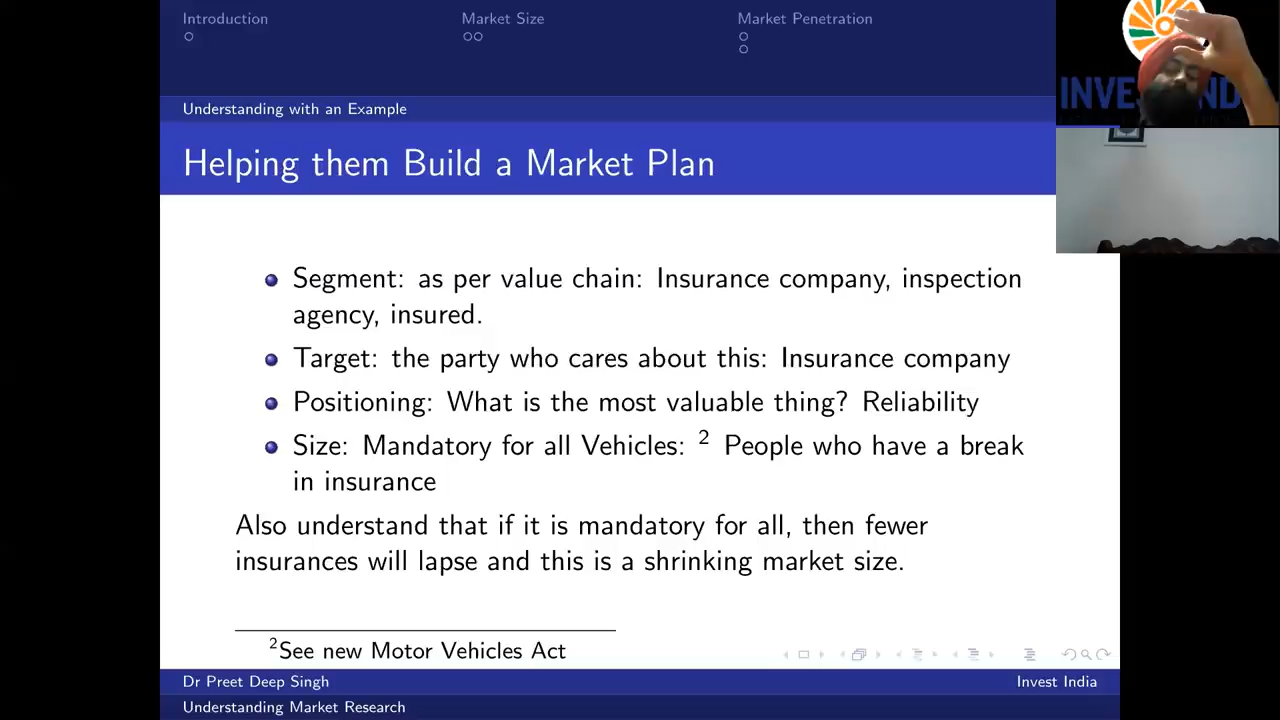 Introduction
Market Size
Market Penetration
Understanding with an Example
Helping them Build a Market Plan
Segment: as per value chain: Insurance company, inspection
agency, insured.
Target: the party who cares about this: Insurance company
Positioning: What is the most valuable thing? Reliability
Size: Mandatory for all Vehicles: 2 People who have a break
in insurance
Also understand that if it is mandatory for all, then fewer
insurances will lapse and this is a shrinking market size.
2See new Motor Vehicles Act
Dr Preet Deep Singh
Invest India
Understanding Market Research